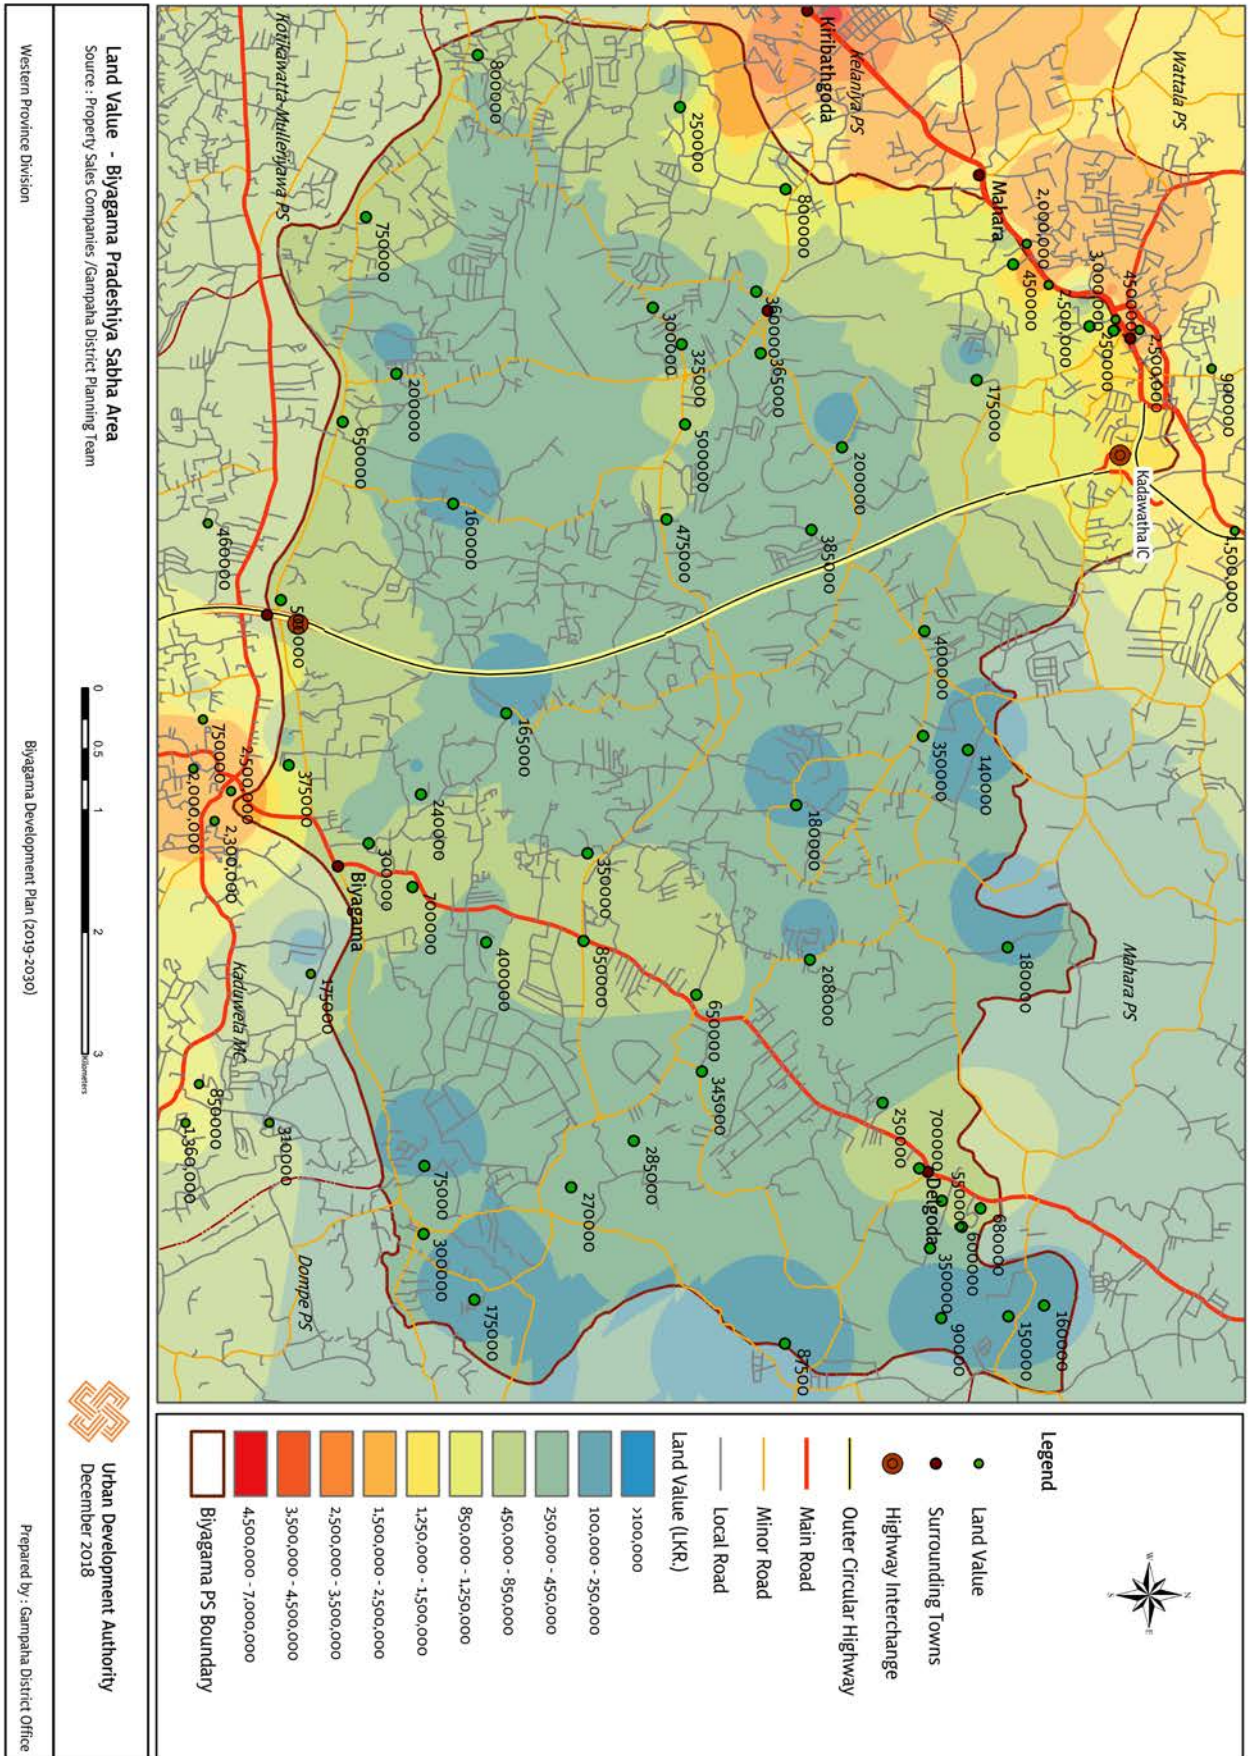 Wattala PS
Kelaniya PS
Kiribathgoda
Mahara
2,000,000
450000
3,000,000
4500000
2,500,000
900000
Kadawatha IC
1,500,000
800000
250000
800000
3600000
365000
175000
200000
385000
300000
325000
500000
475000
Kotikawatta-Mulleriyawa PS
750000
200000
650000
160000
460000
400000
350000
140000
180000
180000
Mahara PS
208000
165000
350000
850000
650000
345000
240000
300000
700000
400000
375000
Biyagama
750000
2,500,000
2,000,000
2,300,000
175000
Kaduwela MC
850000
1,360,000
310000
75000
300000
175000
285000
270000
250000
700000
Delgoda
550000
680000
600000
350000
90000
150000
160000
87500
Dompe PS
W
N
S
E
Legend
Land Value
Surrounding Towns
Highway Interchange
Outer Circular Highway
Main Road
Minor Road
Local Road
Land Value (LKR.)
>100,000
100,000 - 250,000
250,000 - 450,000
450,000 - 850,000
850,000 - 1,250,000
1,250,000 - 1,500,000
1,500,000 - 2,500,000
2,500,000 - 3,500,000
3,500,000 - 4,500,000
4,500,000 - 7,000,000
Biyagama PS Boundary
Land Value - Biyagama Pradeshiya Sabha Area
Source : Property Sales Companies /Gampaha District Planning Team
0 0.5 1 2 3
Kilometers
Urban Development Authority
December 2018
Western Province Division
Biyagama Development Plan (2019-2030)
Prepared by : Gampaha District Office